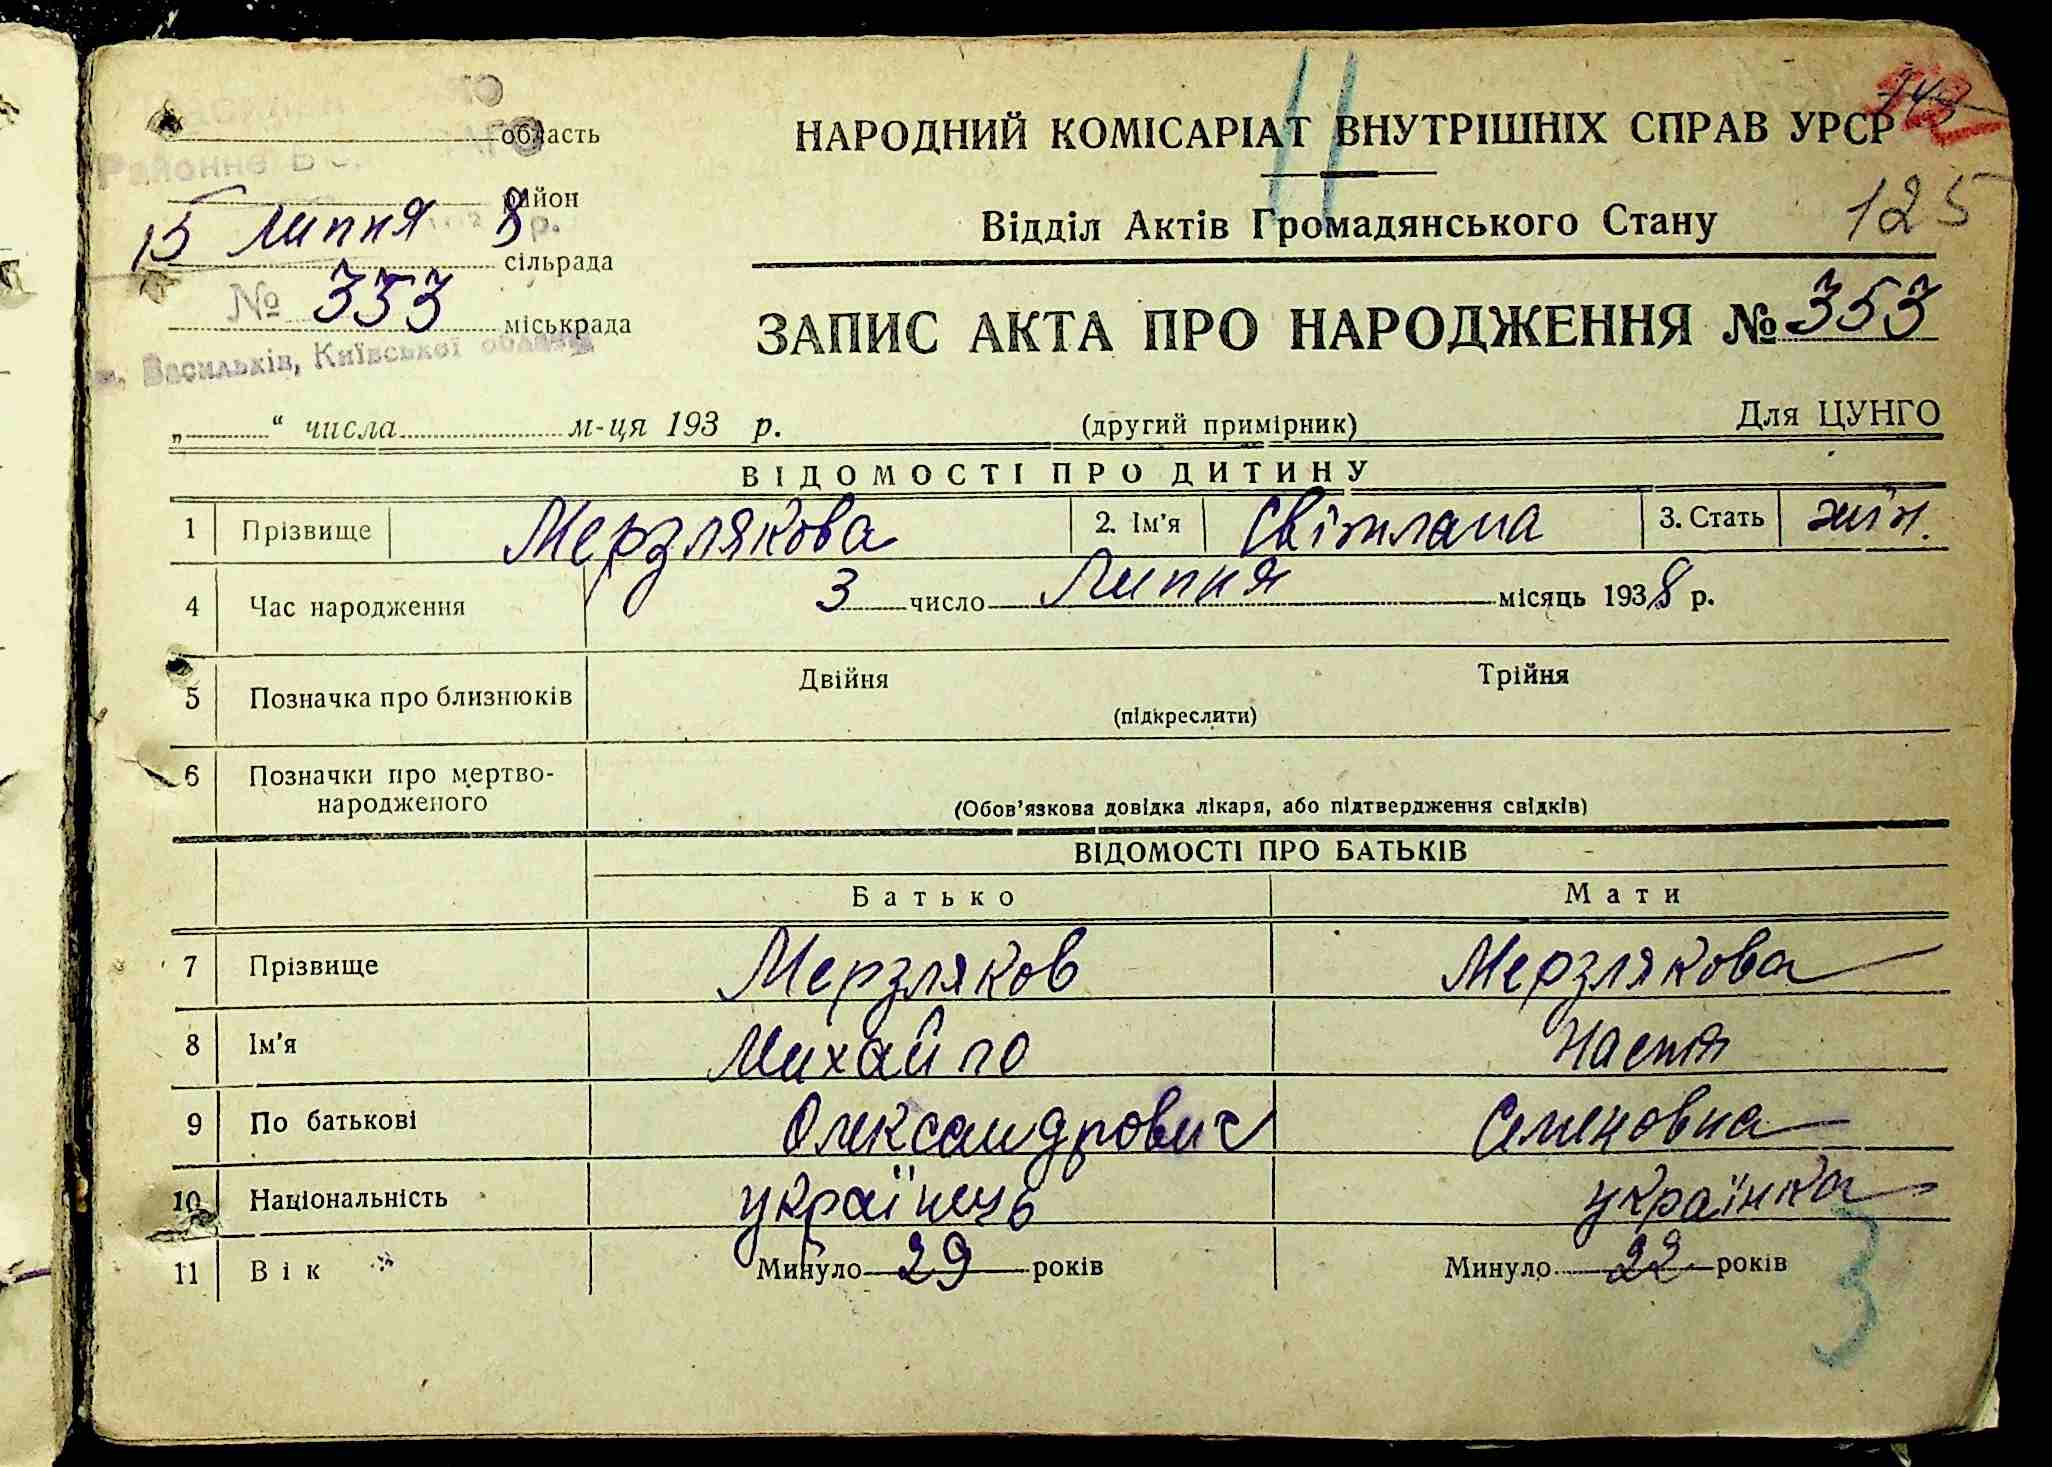 область
Районне
район
15 Липня 8 р.
сільрада
№ 353 міськрада
м. Васильків, Київської області
НАРОДНИЙ КОМІСАРІАТ ВНУТРІШНІХ СПРАВ УРСР
11
125
Відділ Актів Громадянського Стану
ЗАПИС АКТА ПРО НАРОДЖЕННЯ № 353
„ “ числа м-ця 193 р. (другий примірник) Для ЦУНГО
ВІДОМОСТІ ПРО ДИТИНУ
1 Прізвище Мерзлякова 2. Ім’я Світлана 3. Стать жін.
4 Час народження 3 число Липня місяць 1938 р.
5 Позначка про близнюків Двійня Трійня
(підкреслити)
6 Позначки про мертво-
народженого
(Обов’язкова довідка лікаря, або підтвердження свідків)
ВІДОМОСТІ ПРО БАТЬКІВ
Батько Мати
7 Прізвище Мерзляков Мерзлякова
8 Ім’я Михайло Настя
9 По батькові Олександрович Семеновна
10 Національність українець українка
11 Вік Минуло 29 років Минуло 22 років
3